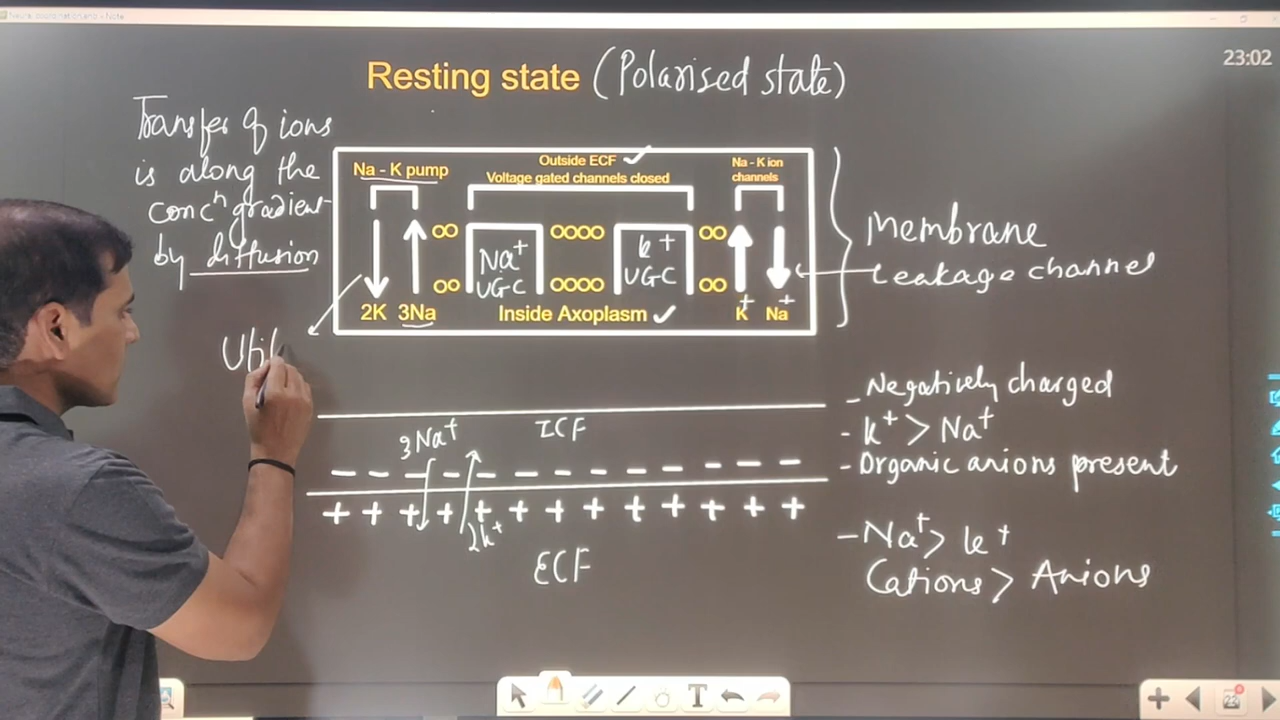 Resting state (Polarised state)
23:02
Transfer of ions
is along the
concⁿ gradient
by diffusion
Na - K pump
Outside ECF ✓
Voltage gated channels closed
Na - K ion
channels
Na⁺
VGC
K⁺
VGC
2K 3Na
Inside Axoplasm ✓
K⁺ Na⁺
Membrane
Leakage channel
Util
3Na⁺
ICF
- - - - - - - - - - - -
+ + + + + + + + + + + + +
2K⁺
ECF
- Negatively charged
- K⁺ > Na⁺
- Organic anions present
- Na⁺ > K⁺
Cations > Anions